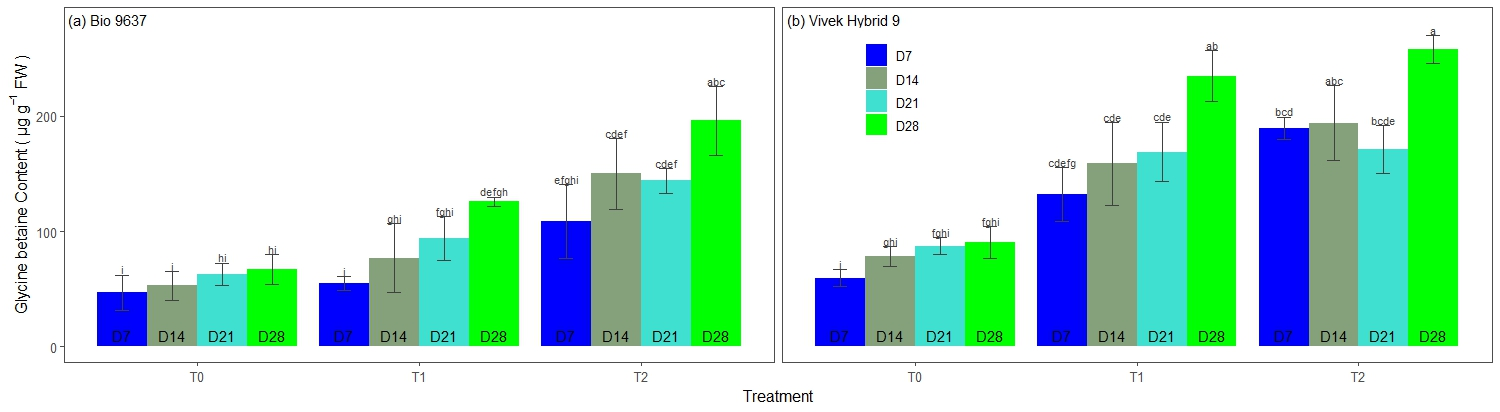 (a) Bio 9637
(b) Vivek Hybrid 9
Glycine betaine Content ( µg g⁻¹ FW )
200
100
0
i i hi hi
i ghi fghi defgh
efghi cdef cdef abc
D7 D14 D21 D28 D7 D14 D21 D28 D7 D14 D21 D28
T0 T1 T2
D7
D14
D21
D28
i ghi fghi fghi
cdefg cde cde ab
bcd abc bcde a
D7 D14 D21 D28 D7 D14 D21 D28 D7 D14 D21 D28
T0 T1 T2
Treatment